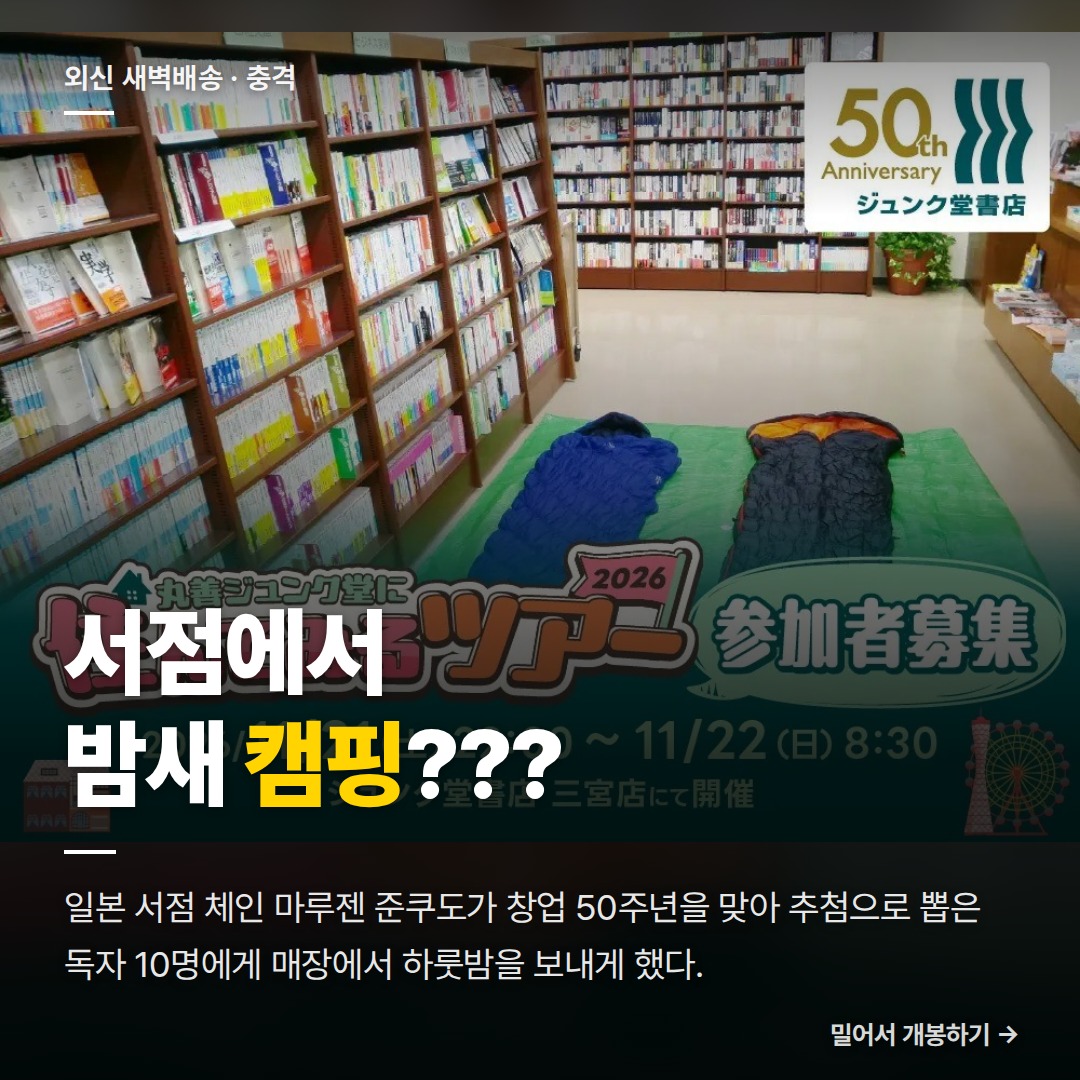 외신 새벽배송 · 충격
50th
Anniversary
ジュンク堂書店
丸善ジュンク堂に
ツアー
2026
参加者募集
~ 11/22(日) 8:30
堂書店 三宮店にて開催
서점에서
밤새 캠핑???
일본 서점 체인 마루젠 준쿠도가 창업 50주년을 맞아 추첨으로 뽑은
독자 10명에게 매장에서 하룻밤을 보내게 했다.
밀어서 개봉하기 →